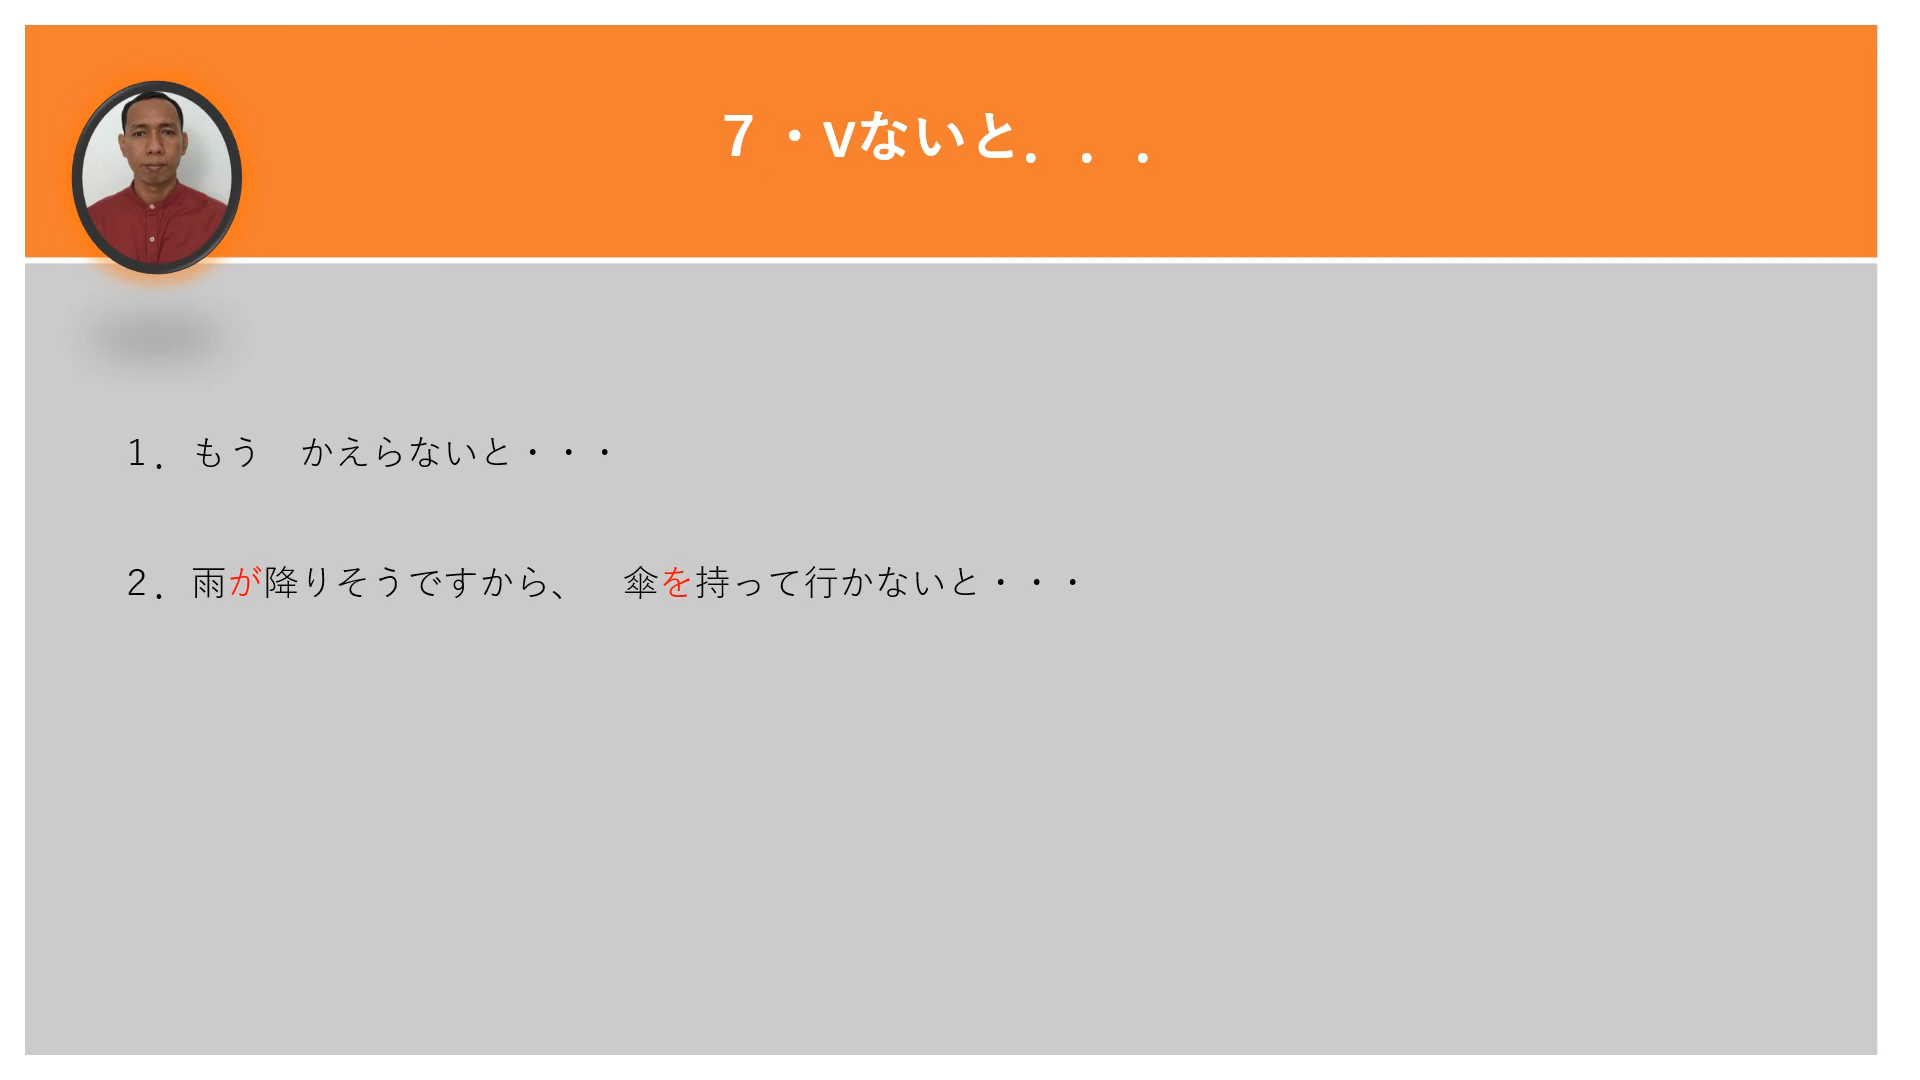 ７・Vないと．．．
１．もう　かえらないと・・・
２．雨が降りそうですから、　傘を持って行かないと・・・